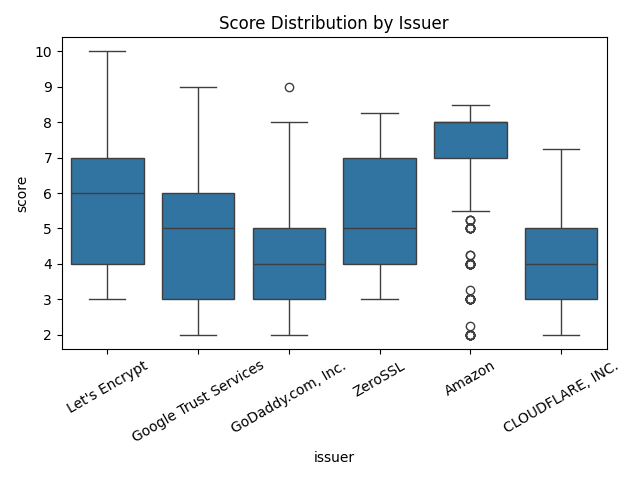 Score Distribution by Issuer
10
9
8
7
6
5
4
3
2
score
Let's Encrypt
Google Trust Services
GoDaddy.com, Inc.
ZeroSSL
Amazon
CLOUDFLARE, INC.
issuer